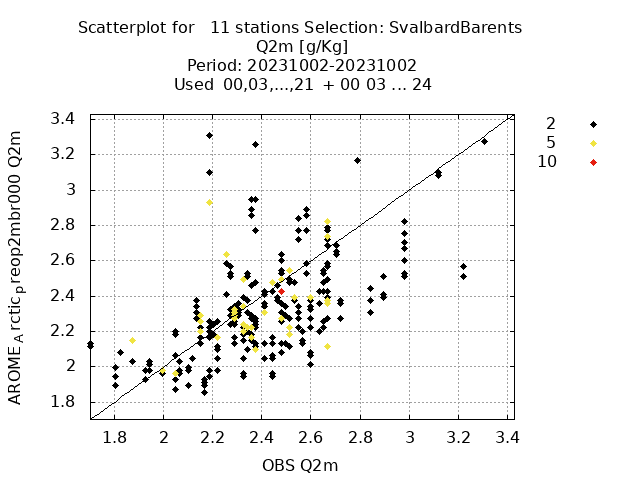 Scatterplot for   11 stations Selection: SvalbardBarents
Q2m [g/Kg]
Period: 20231002-20231002
Used  00,03,...,21  + 00 03 ... 24
2
5
10
AROME_Arctic_preop2mbr000 Q2m
3.4
3.2
3
2.8
2.6
2.4
2.2
2
1.8
1.8 2 2.2 2.4 2.6 2.8 3 3.2 3.4
OBS Q2m